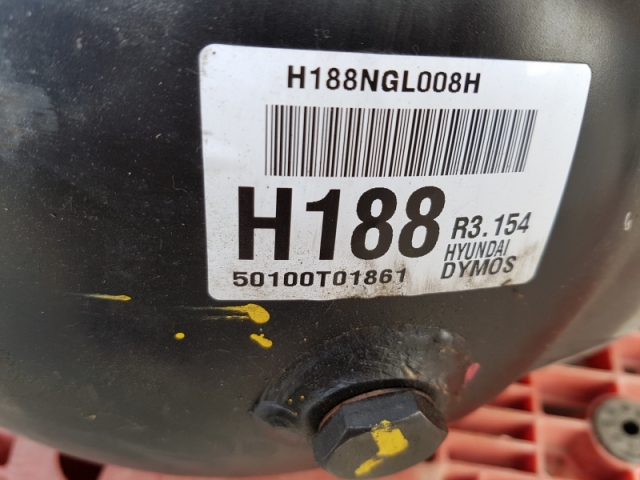 H188NGL008H
H188 R3.154
HYUNDAI
50100T01861 DYMOS